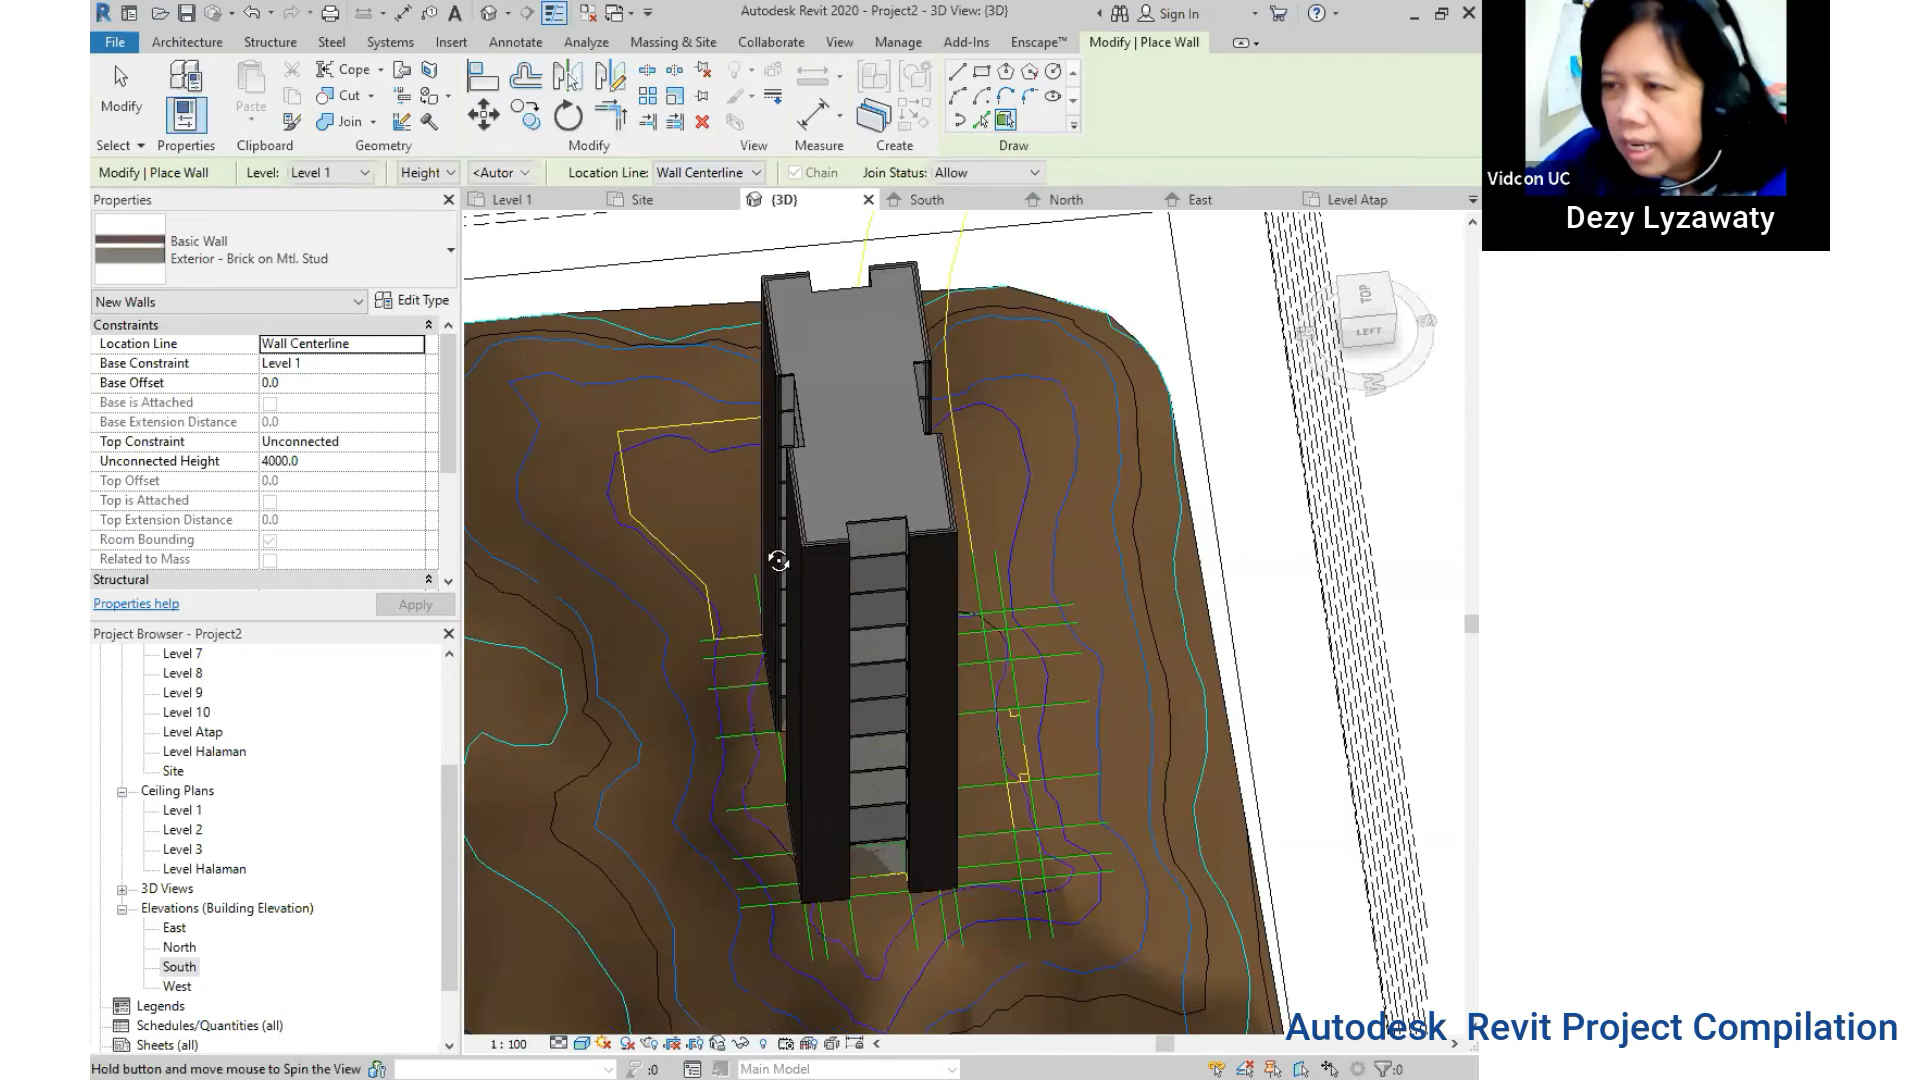 Autodesk Revit 2020 - Project2 - 3D View: {3D}
Sign In
File Architecture Structure Steel Systems Insert Annotate Analyze Massing & Site Collaborate View Manage Add-Ins Enscape™ Modify | Place Wall
Modify
Paste
Cope
Cut
Join
Select Properties Clipboard Geometry Modify View Measure Create Draw
Modify | Place Wall Level: Level 1 Height <Autor Location Line: Wall Centerline Chain Join Status: Allow
Properties
Level 1 Site {3D} South North East Level Atap
Basic Wall
Exterior - Brick on Mtl. Stud
New Walls Edit Type
Constraints
Location Line Wall Centerline
Base Constraint Level 1
Base Offset 0.0
Base is Attached
Base Extension Distance 0.0
Top Constraint Unconnected
Unconnected Height 4000.0
Top Offset 0.0
Top is Attached
Top Extension Distance 0.0
Room Bounding
Related to Mass
Structural
Properties help Apply
Project Browser - Project2
Level 7
Level 8
Level 9
Level 10
Level Atap
Level Halaman
Site
Ceiling Plans
Level 1
Level 2
Level 3
Level Halaman
3D Views
Elevations (Building Elevation)
East
North
South
West
Legends
Schedules/Quantities (all)
Sheets (all)
TOP
LEFT
W
1 : 100
Hold button and move mouse to Spin the View :0 Main Model :0
Vidcon UC
Dezy Lyzawaty
Autodesk Revit Project Compilation